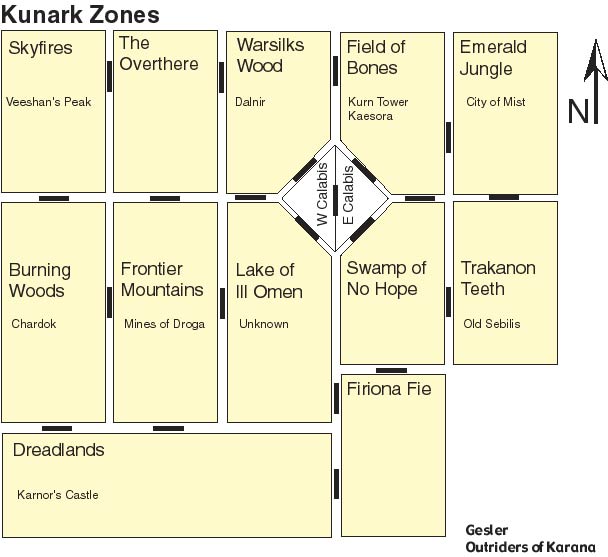 Kunark Zones
Skyfires
Veeshan's Peak
The
Overthere
Warsilks
Wood
Dalnir
Field of
Bones
Kurn Tower
Kaesora
Emerald
Jungle
City of Mist
N
W Calabis
E Calabis
Burning
Woods
Chardok
Frontier
Mountains
Mines of Droga
Lake of
Ill Omen
Unknown
Swamp of
No Hope
Trakanon
Teeth
Old Sebilis
Firiona Fie
Dreadlands
Karnor's Castle
Gesler
Outriders of Karana